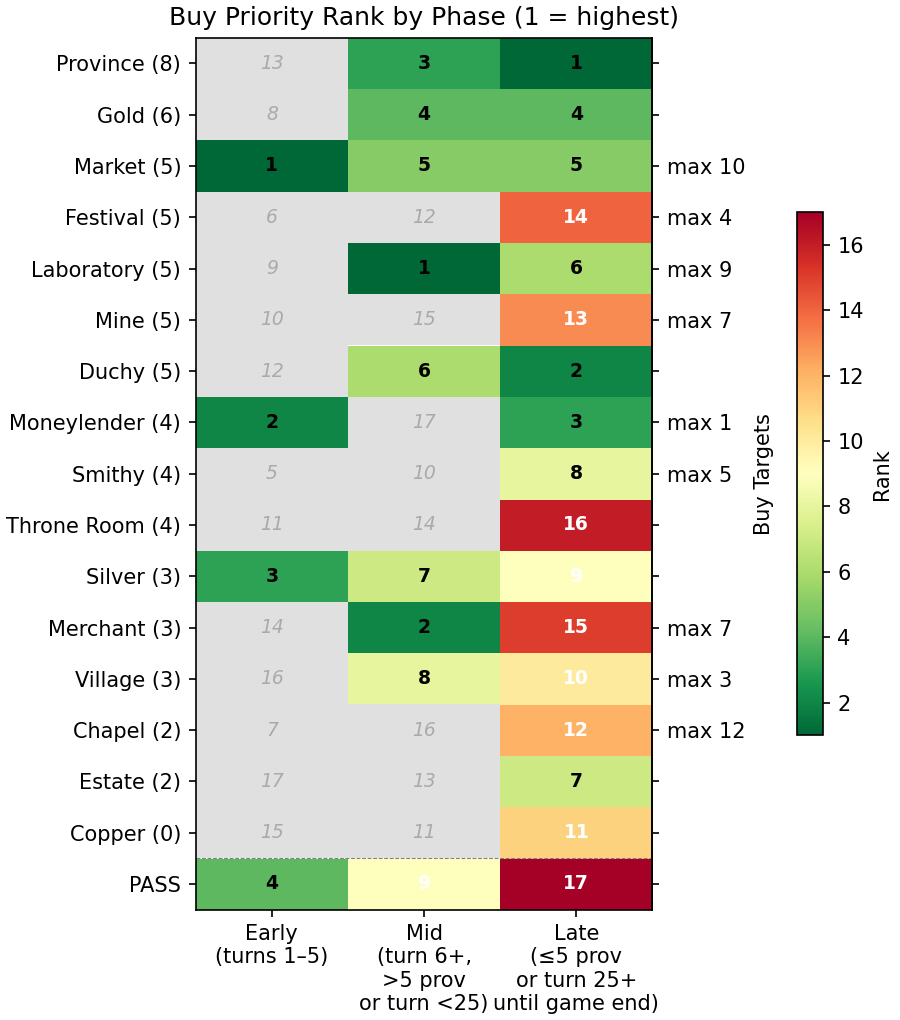 Buy Priority Rank by Phase (1 = highest)
Province (8) 13 3 1
Gold (6) 8 4 4
Market (5) 1 5 5 max 10
Festival (5) 6 12 14 max 4
Laboratory (5) 9 1 6 max 9
Mine (5) 10 15 13 max 7
Duchy (5) 12 6 2
Moneylender (4) 2 17 3 max 1
Smithy (4) 5 10 8 max 5
Throne Room (4) 11 14 16
Silver (3) 3 7 9
Merchant (3) 14 2 15 max 7
Village (3) 16 8 10 max 3
Chapel (2) 7 16 12 max 12
Estate (2) 17 13 7
Copper (0) 15 11 11
PASS 4 9 17
Early
(turns 1–5)
Mid
(turn 6+,
>5 prov
or turn <25)
Late
(≤5 prov
or turn 25+
until game end)
Buy Targets
16
14
12
10
8
6
4
2
Rank